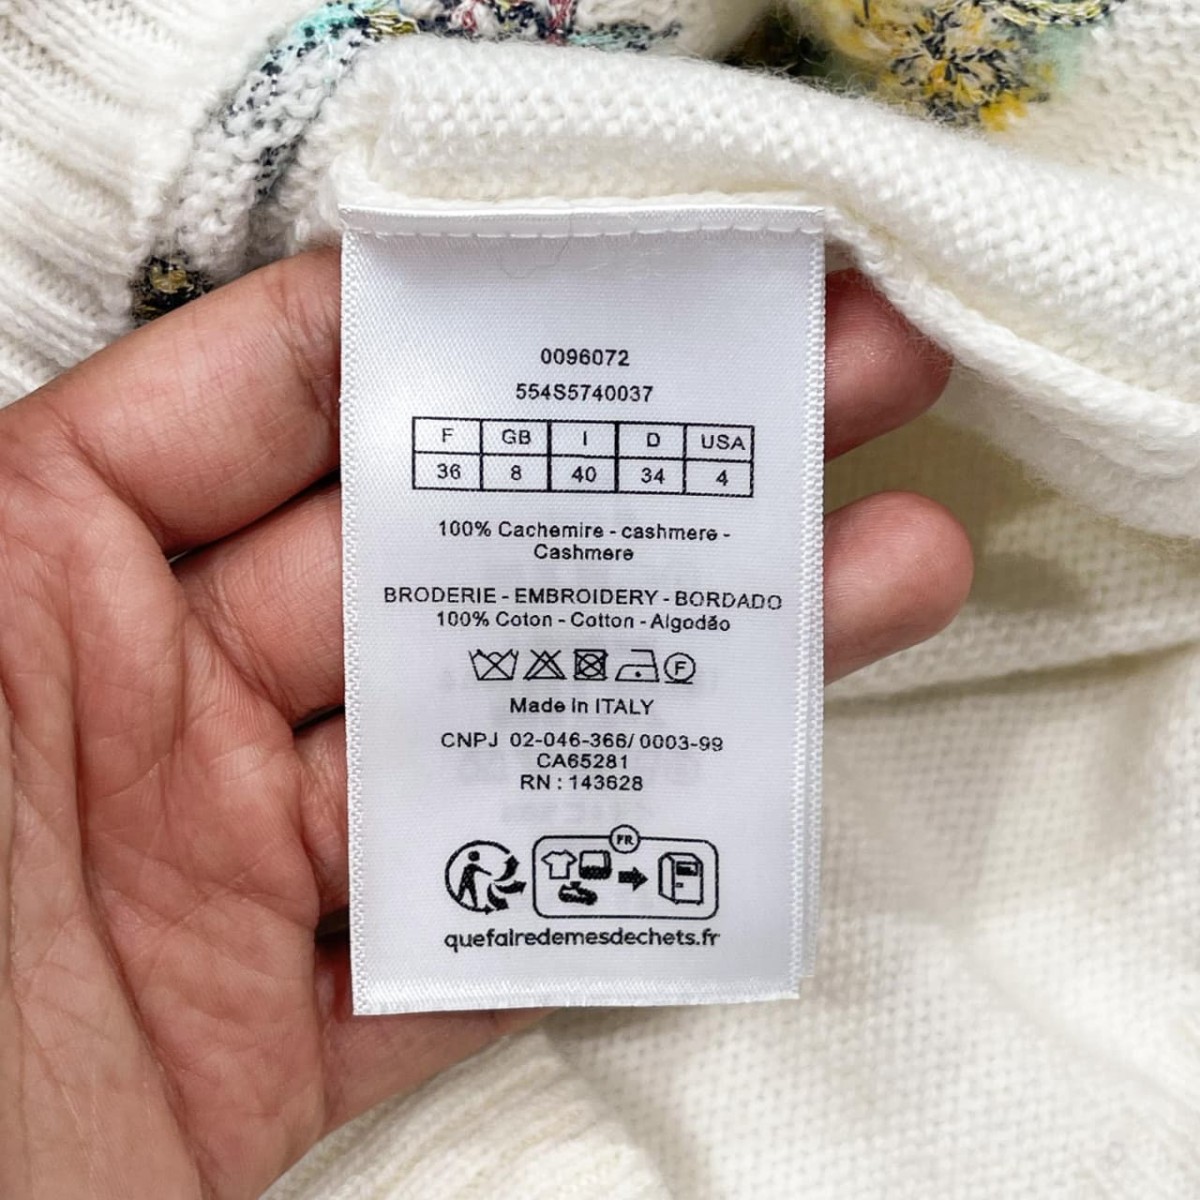 0096072
554S5740037
F GB I D USA
36 8 40 34 4
100% Cachemire - cashmere -
Cashmere
BRODERIE - EMBROIDERY - BORDADO
100% Coton - Cotton - Algodão
F
Made in ITALY
CNPJ 02-046-366/ 0003-99
CA65281
RN : 143628
FR
quefairedemesdechets.fr